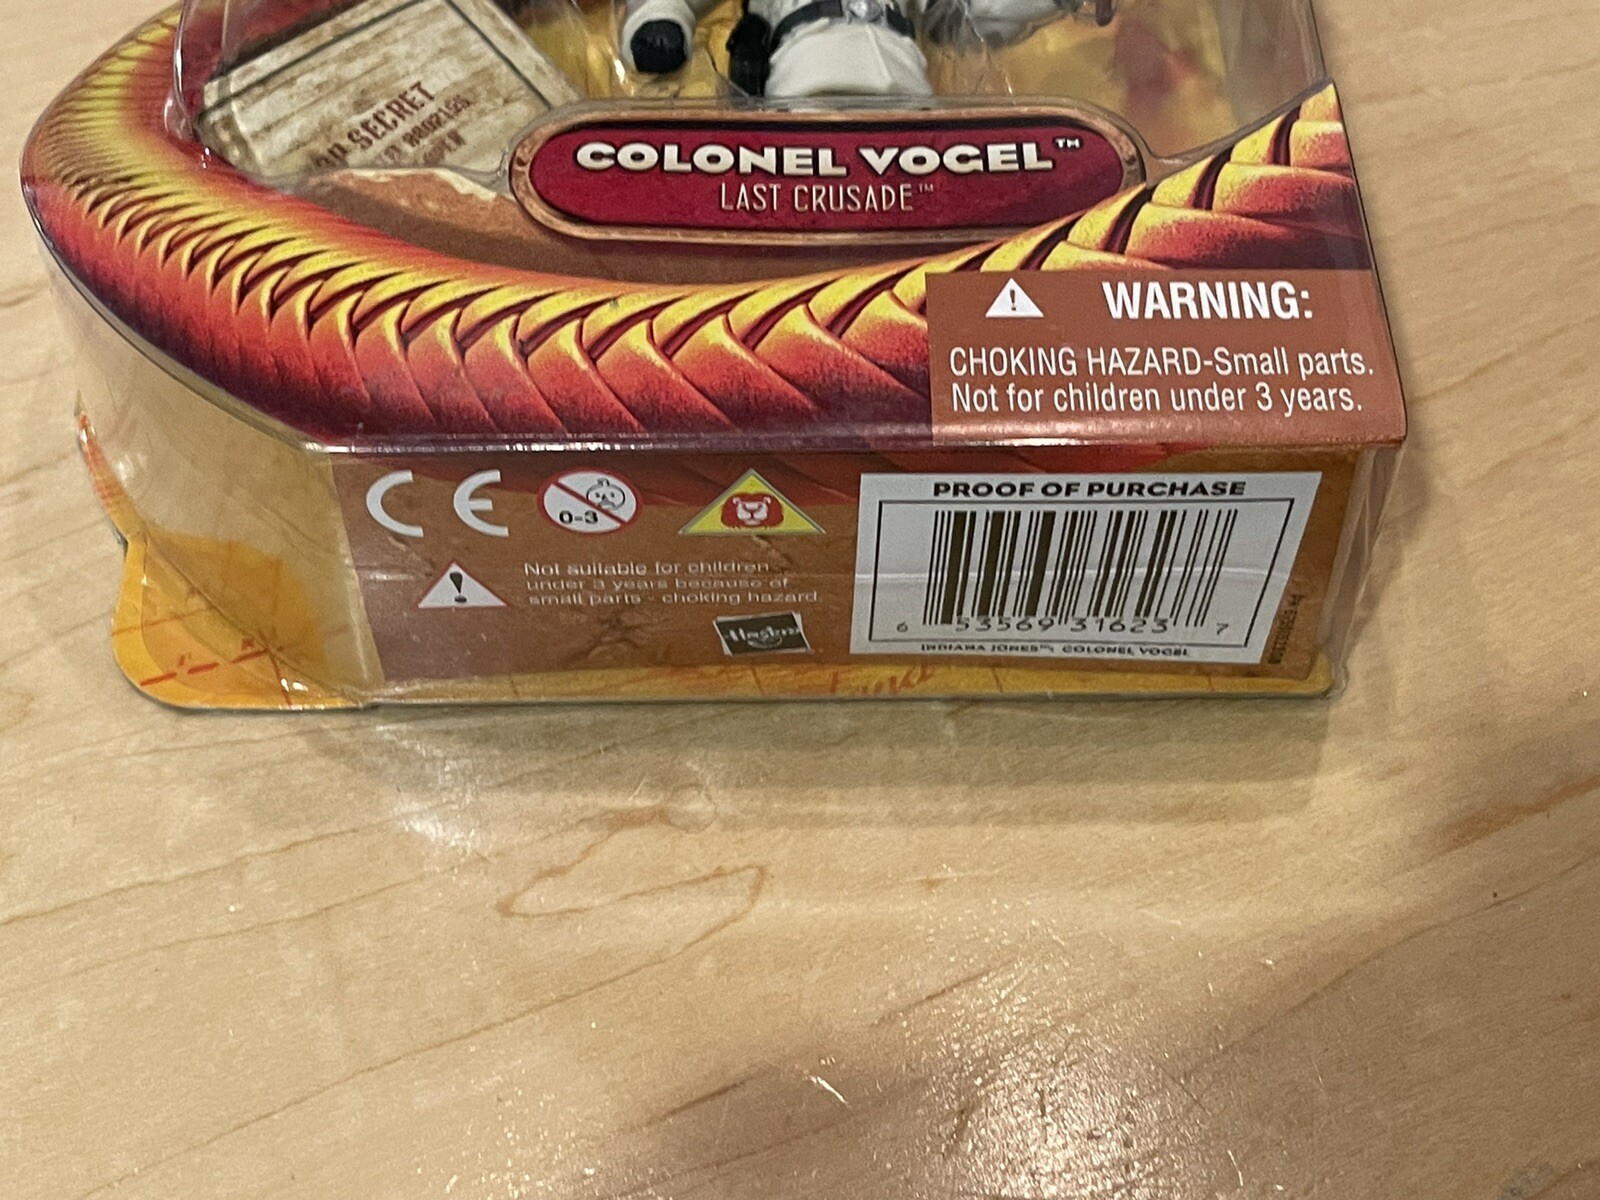 SECRET
COLONEL VOGEL™
LAST CRUSADE™
WARNING:
CHOKING HAZARD-Small parts.
Not for children under 3 years.
CE
0-3
Not suitable for children
under 3 years because of
small parts - choking hazard.
Hasbro
PROOF OF PURCHASE
6 53569 31623 7
INDIANA JONES™ COLONEL VOGEL